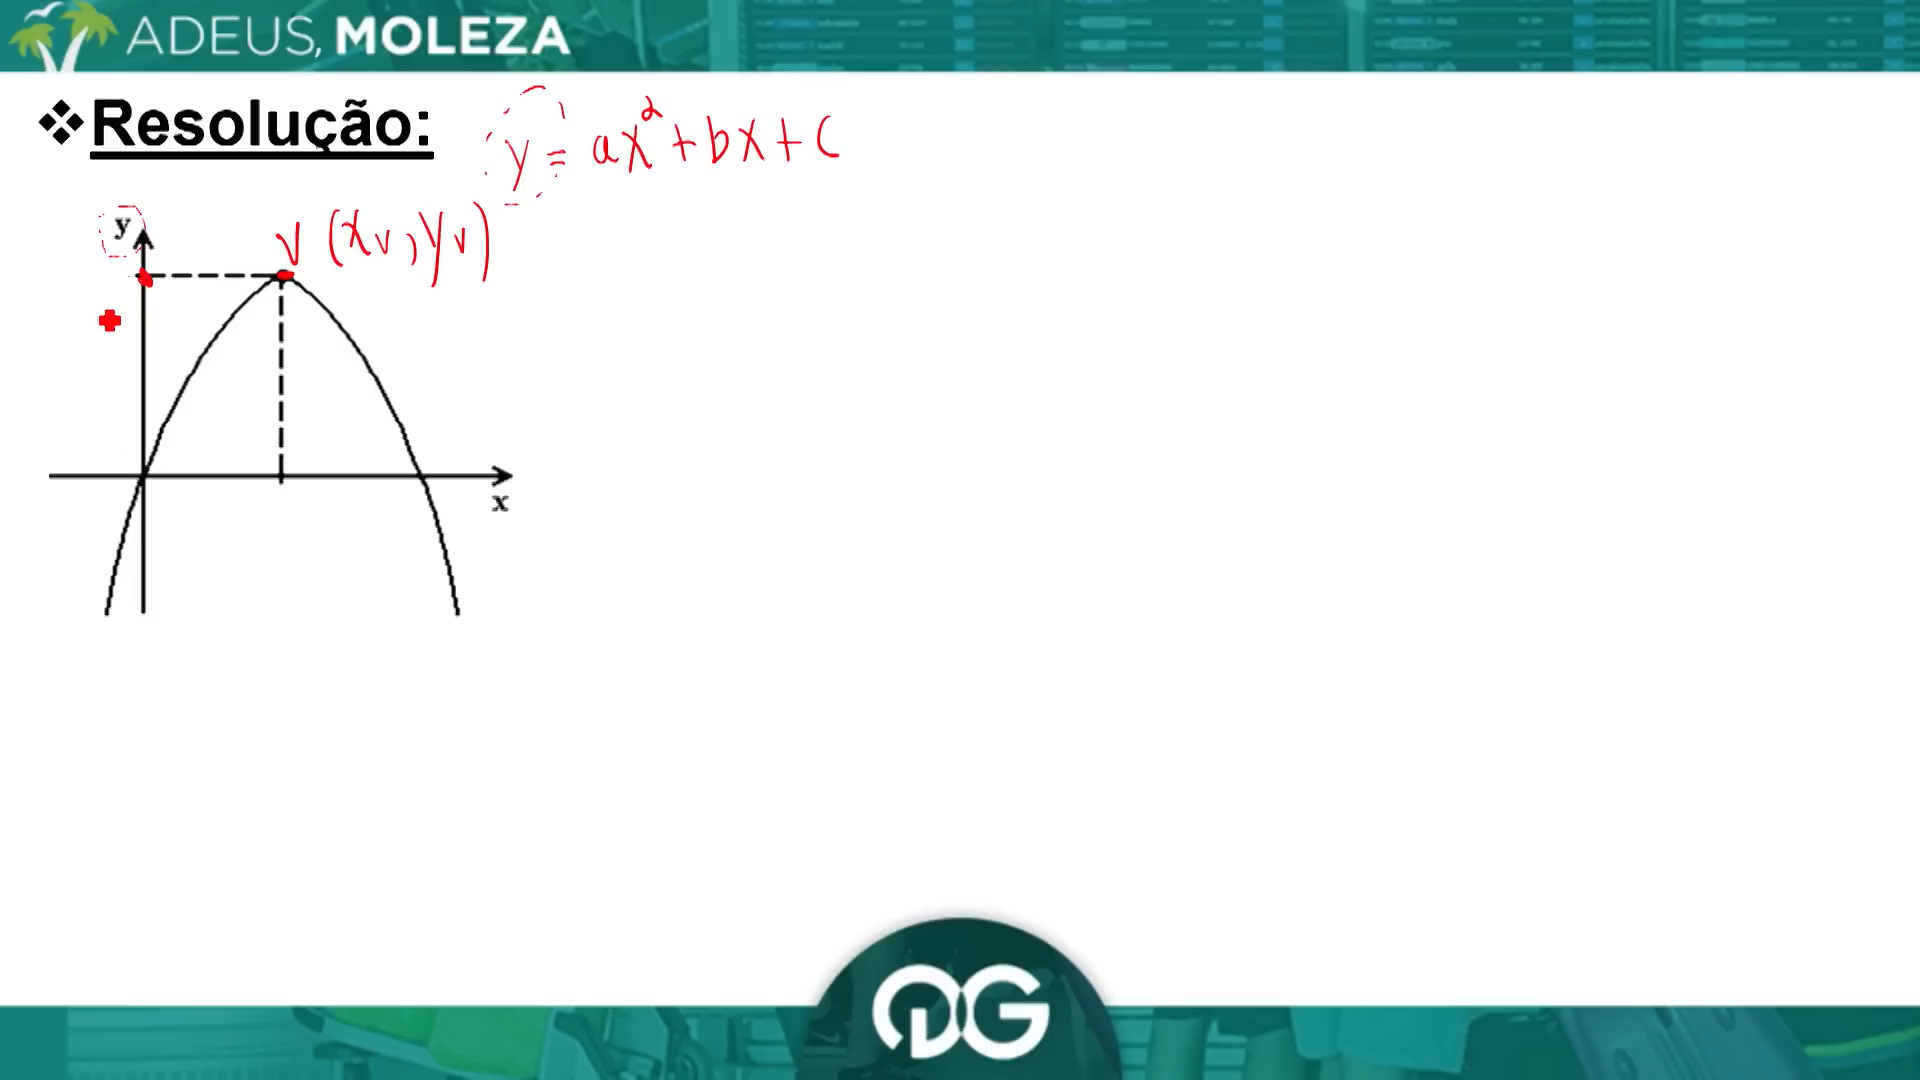 ADEUS, MOLEZA
❖Resolução:
y = ax² + bx + c
y
V (xv, yv)
x